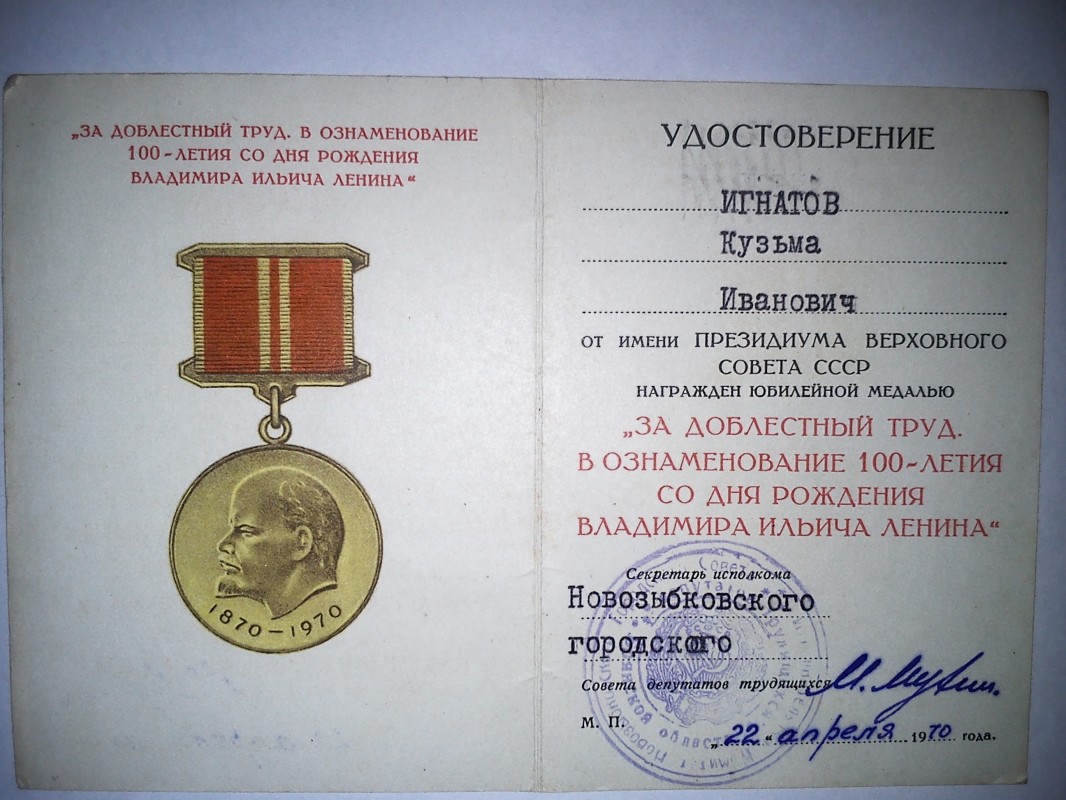 „ЗА ДОБЛЕСТНЫЙ ТРУД. В ОЗНАМЕНОВАНИЕ
100-ЛЕТИЯ СО ДНЯ РОЖДЕНИЯ
ВЛАДИМИРА ИЛЬИЧА ЛЕНИНА“
1870–1970
УДОСТОВЕРЕНИЕ
ИГНАТОВ
Кузьма
Иванович
ОТ ИМЕНИ ПРЕЗИДИУМА ВЕРХОВНОГО
СОВЕТА СССР
НАГРАЖДЕН ЮБИЛЕЙНОЙ МЕДАЛЬЮ
„ЗА ДОБЛЕСТНЫЙ ТРУД.
В ОЗНАМЕНОВАНИЕ 100-ЛЕТИЯ
СО ДНЯ РОЖДЕНИЯ
ВЛАДИМИРА ИЛЬИЧА ЛЕНИНА“
Секретарь исполкома
Новозыбковского
городского
Совета депутатов трудящихся
М. П.
„22“ апреля 1970 года.